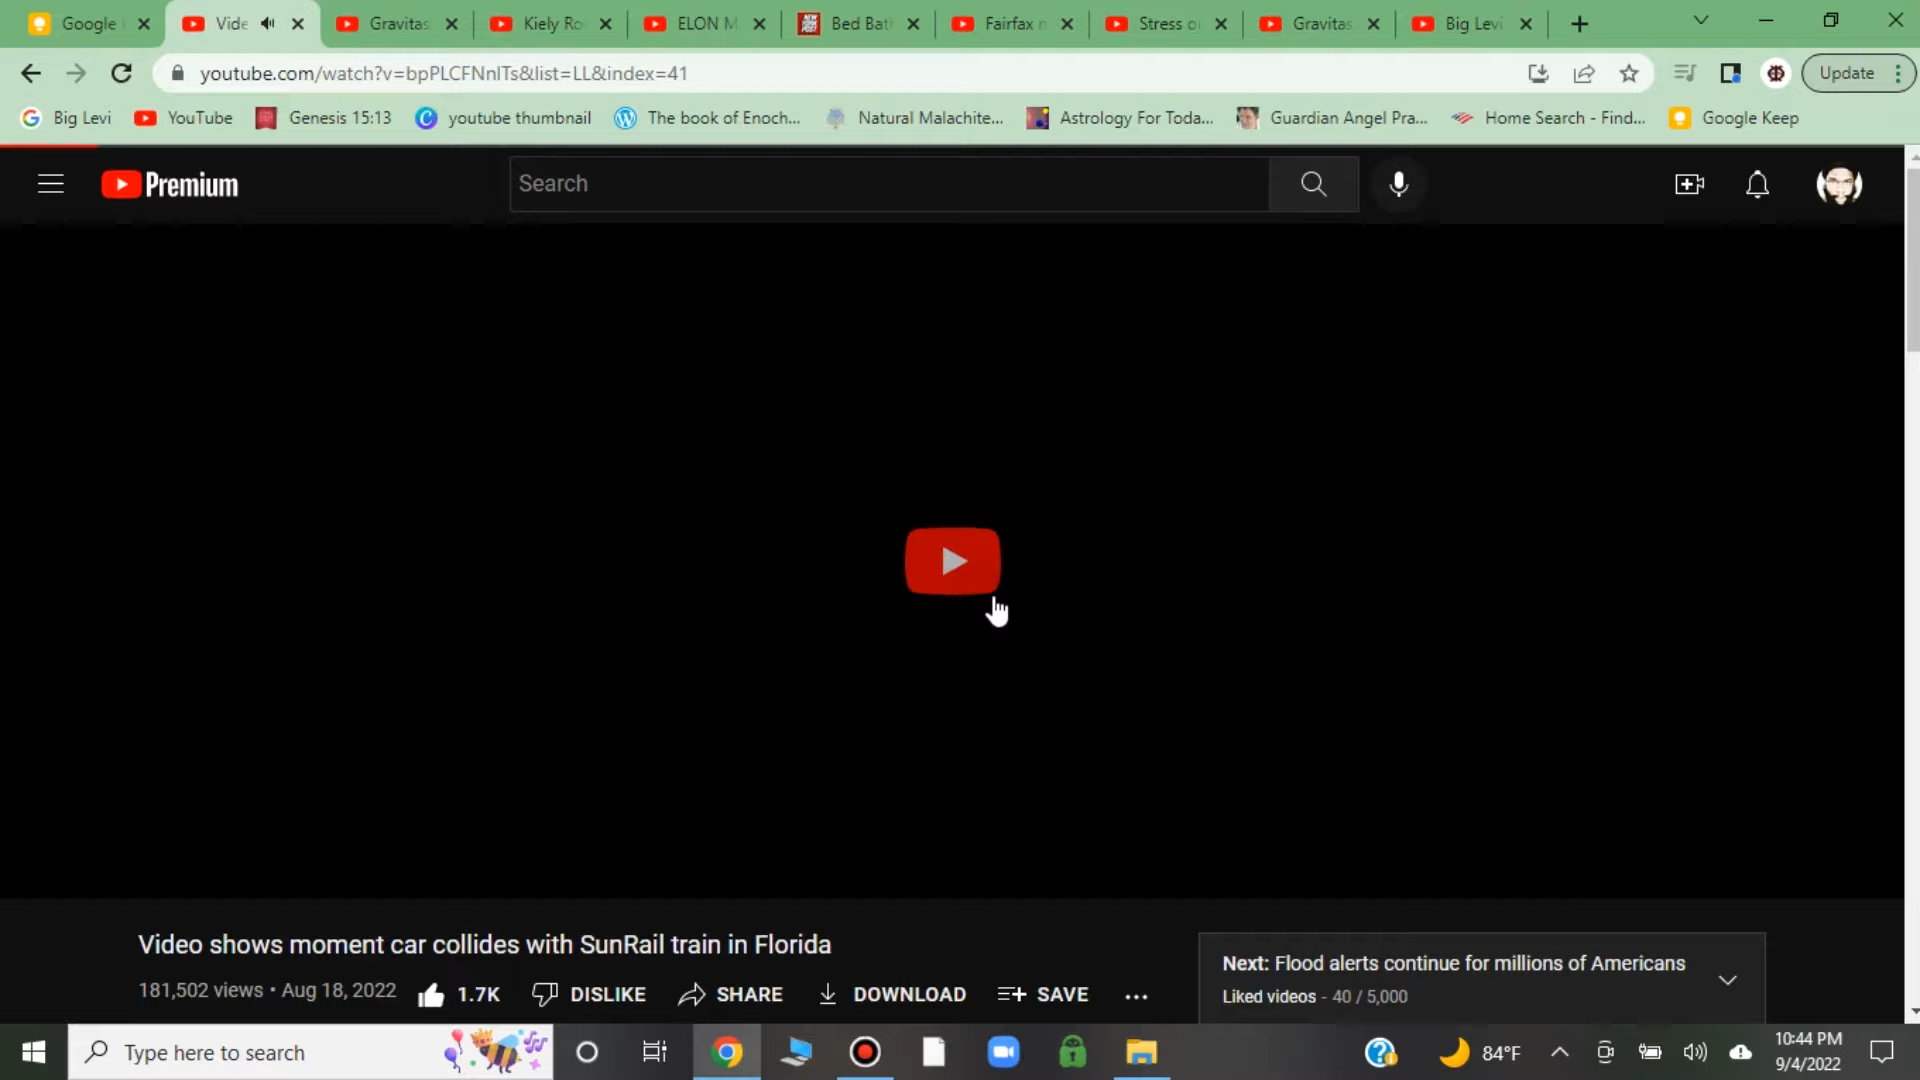 Google
Vide
Gravitas
Kiely Ro
ELON M
Bed Bat
Fairfax n
Stress o
Gravitas
Big Levi
youtube.com/watch?v=bpPLCFNnlTs&list=LL&index=41
Update
Big Levi
YouTube
Genesis 15:13
youtube thumbnail
The book of Enoch...
Natural Malachite...
Astrology For Toda...
Guardian Angel Pra...
Home Search - Find...
Google Keep
Premium
Search
Video shows moment car collides with SunRail train in Florida
181,502 views • Aug 18, 2022
1.7K
DISLIKE
SHARE
DOWNLOAD
SAVE
Next: Flood alerts continue for millions of Americans
Liked videos - 40 / 5,000
Type here to search
84°F
10:44 PM
9/4/2022